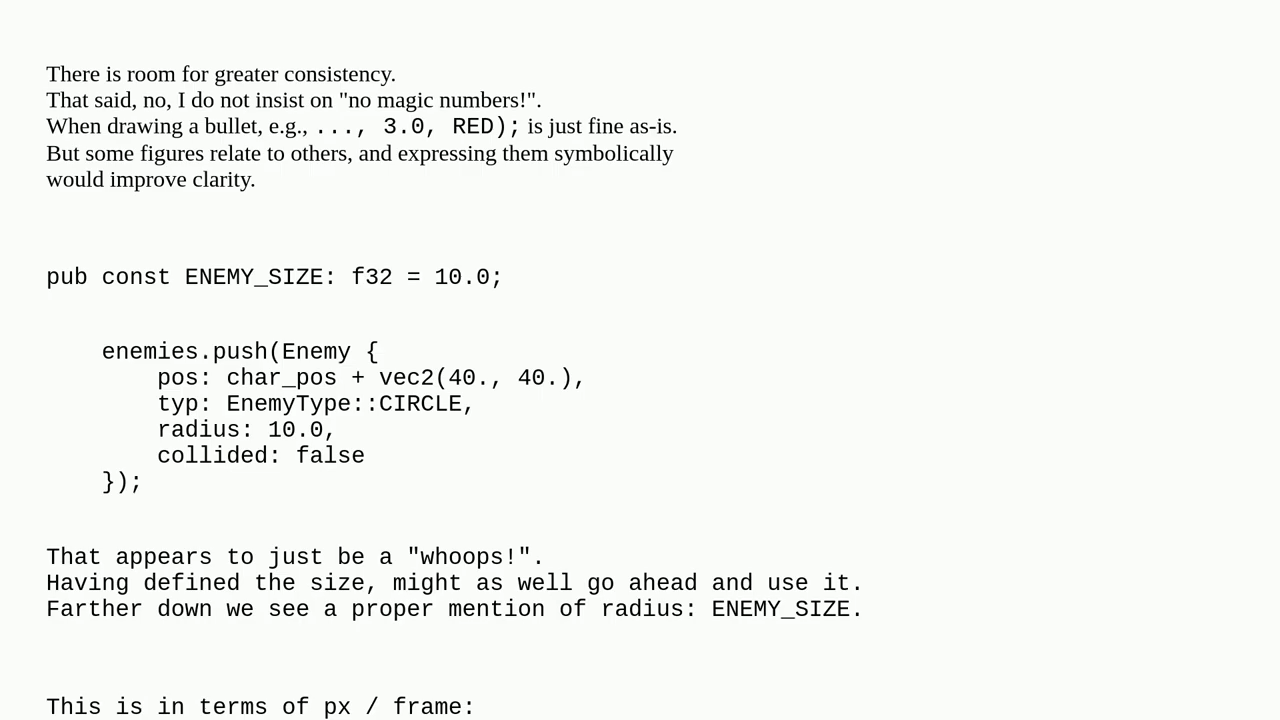 There is room for greater consistency.
That said, no, I do not insist on "no magic numbers!".
When drawing a bullet, e.g., ..., 3.0, RED); is just fine as-is.
But some figures relate to others, and expressing them symbolically
would improve clarity.
pub const ENEMY_SIZE: f32 = 10.0;
enemies.push(Enemy {
pos: char_pos + vec2(40., 40.),
typ: EnemyType::CIRCLE,
radius: 10.0,
collided: false
});
That appears to just be a "whoops!".
Having defined the size, might as well go ahead and use it.
Farther down we see a proper mention of radius: ENEMY_SIZE.
This is in terms of px / frame: